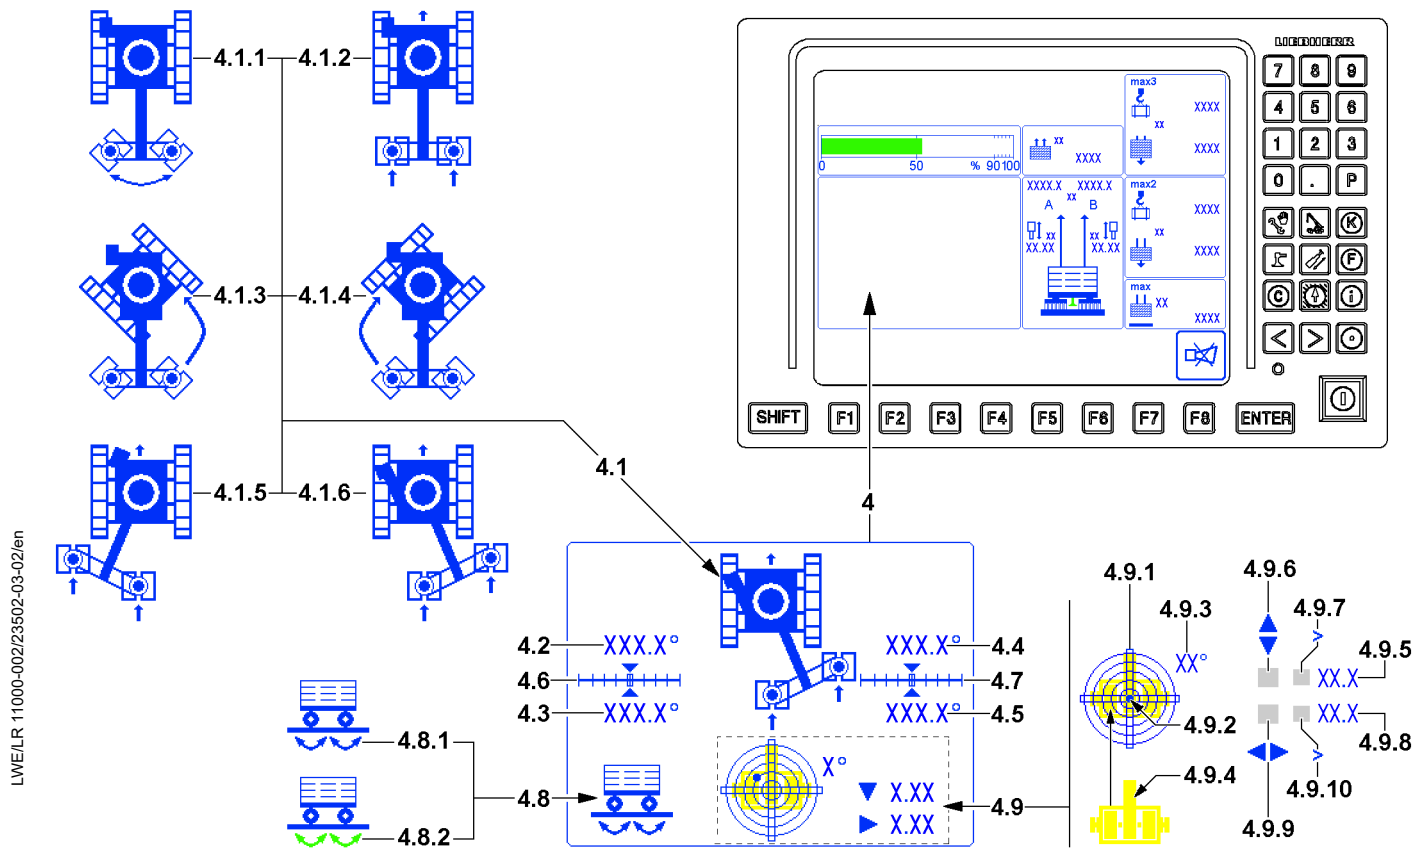 4.1.1
4.1.2
4.1.3
4.1.4
4.1.5
4.1.6
4.1
LIEBHERR
7 8 9
4 5 6
1 2 3
0 . P
K
F
C i
< >
SHIFT F1 F2 F3 F4 F5 F6 F7 F8 ENTER
0 50 % 90 100
xx
XXXX
XXXX.X XXXX.X
xx
A B
xx xx
XX.XX XX.XX
max3
XXXX
xx
XXXX
max2
XXXX
xx
XXXX
max
XX
XXXX
4
4.2 XXX.X° XXX.X° 4.4
4.6 4.7
4.3 XXX.X° XXX.X° 4.5
4.8.1
4.8
4.8.2
X°
X.XX
X.XX
4.9
4.9.1
4.9.3
XX°
4.9.2
4.9.4
4.9.6
4.9.7
>
4.9.5
XX.X
XX.X
4.9.8
>
4.9.10
4.9.9
LWE/LR 11000-002/23502-03-02/en